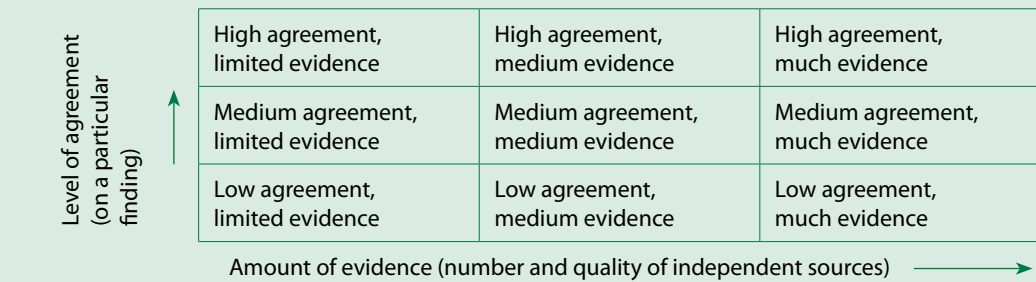 Level of agreement
(on a particular
finding)
High agreement,
limited evidence
High agreement,
medium evidence
High agreement,
much evidence
Medium agreement,
limited evidence
Medium agreement,
medium evidence
Medium agreement,
much evidence
Low agreement,
limited evidence
Low agreement,
medium evidence
Low agreement,
much evidence
Amount of evidence (number and quality of independent sources)